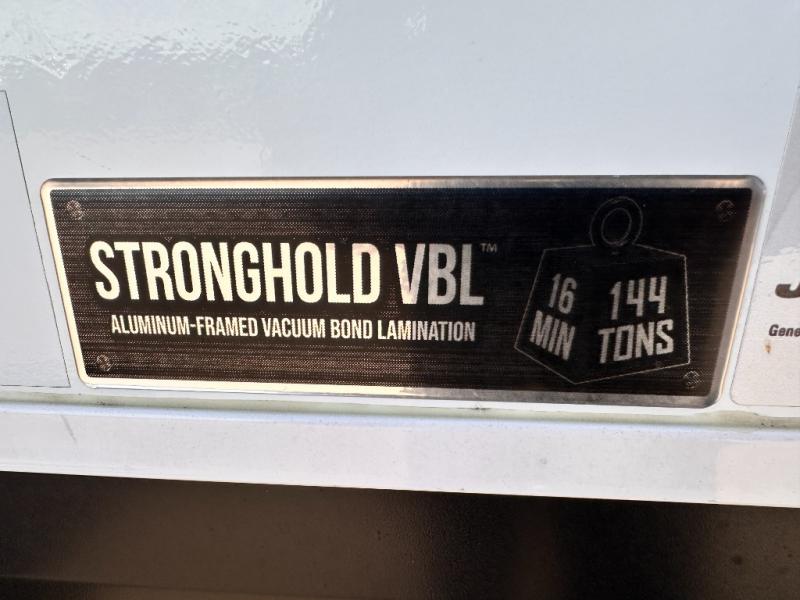 STRONGHOLD VBL™
ALUMINUM-FRAMED VACUUM BOND LAMINATION
16
MIN
144
TONS